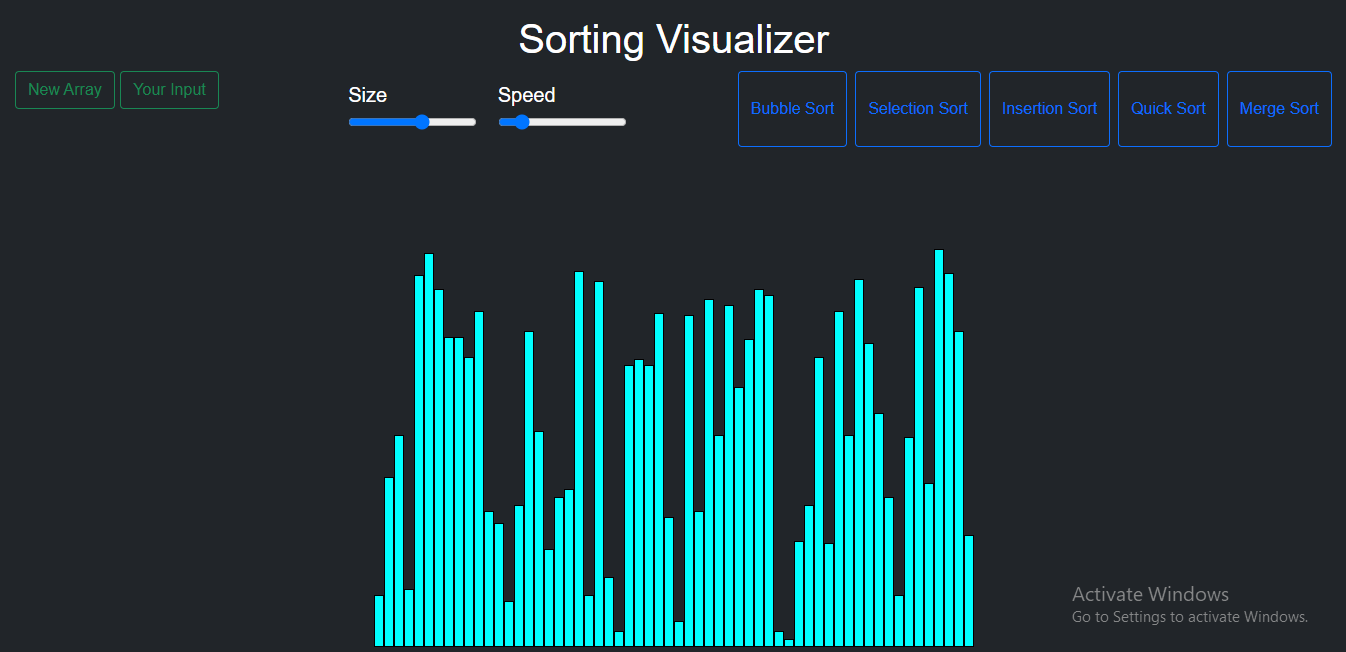 Sorting Visualizer
New Array
Your Input
Size
Speed
Bubble Sort
Selection Sort
Insertion Sort
Quick Sort
Merge Sort
Activate Windows
Go to Settings to activate Windows.